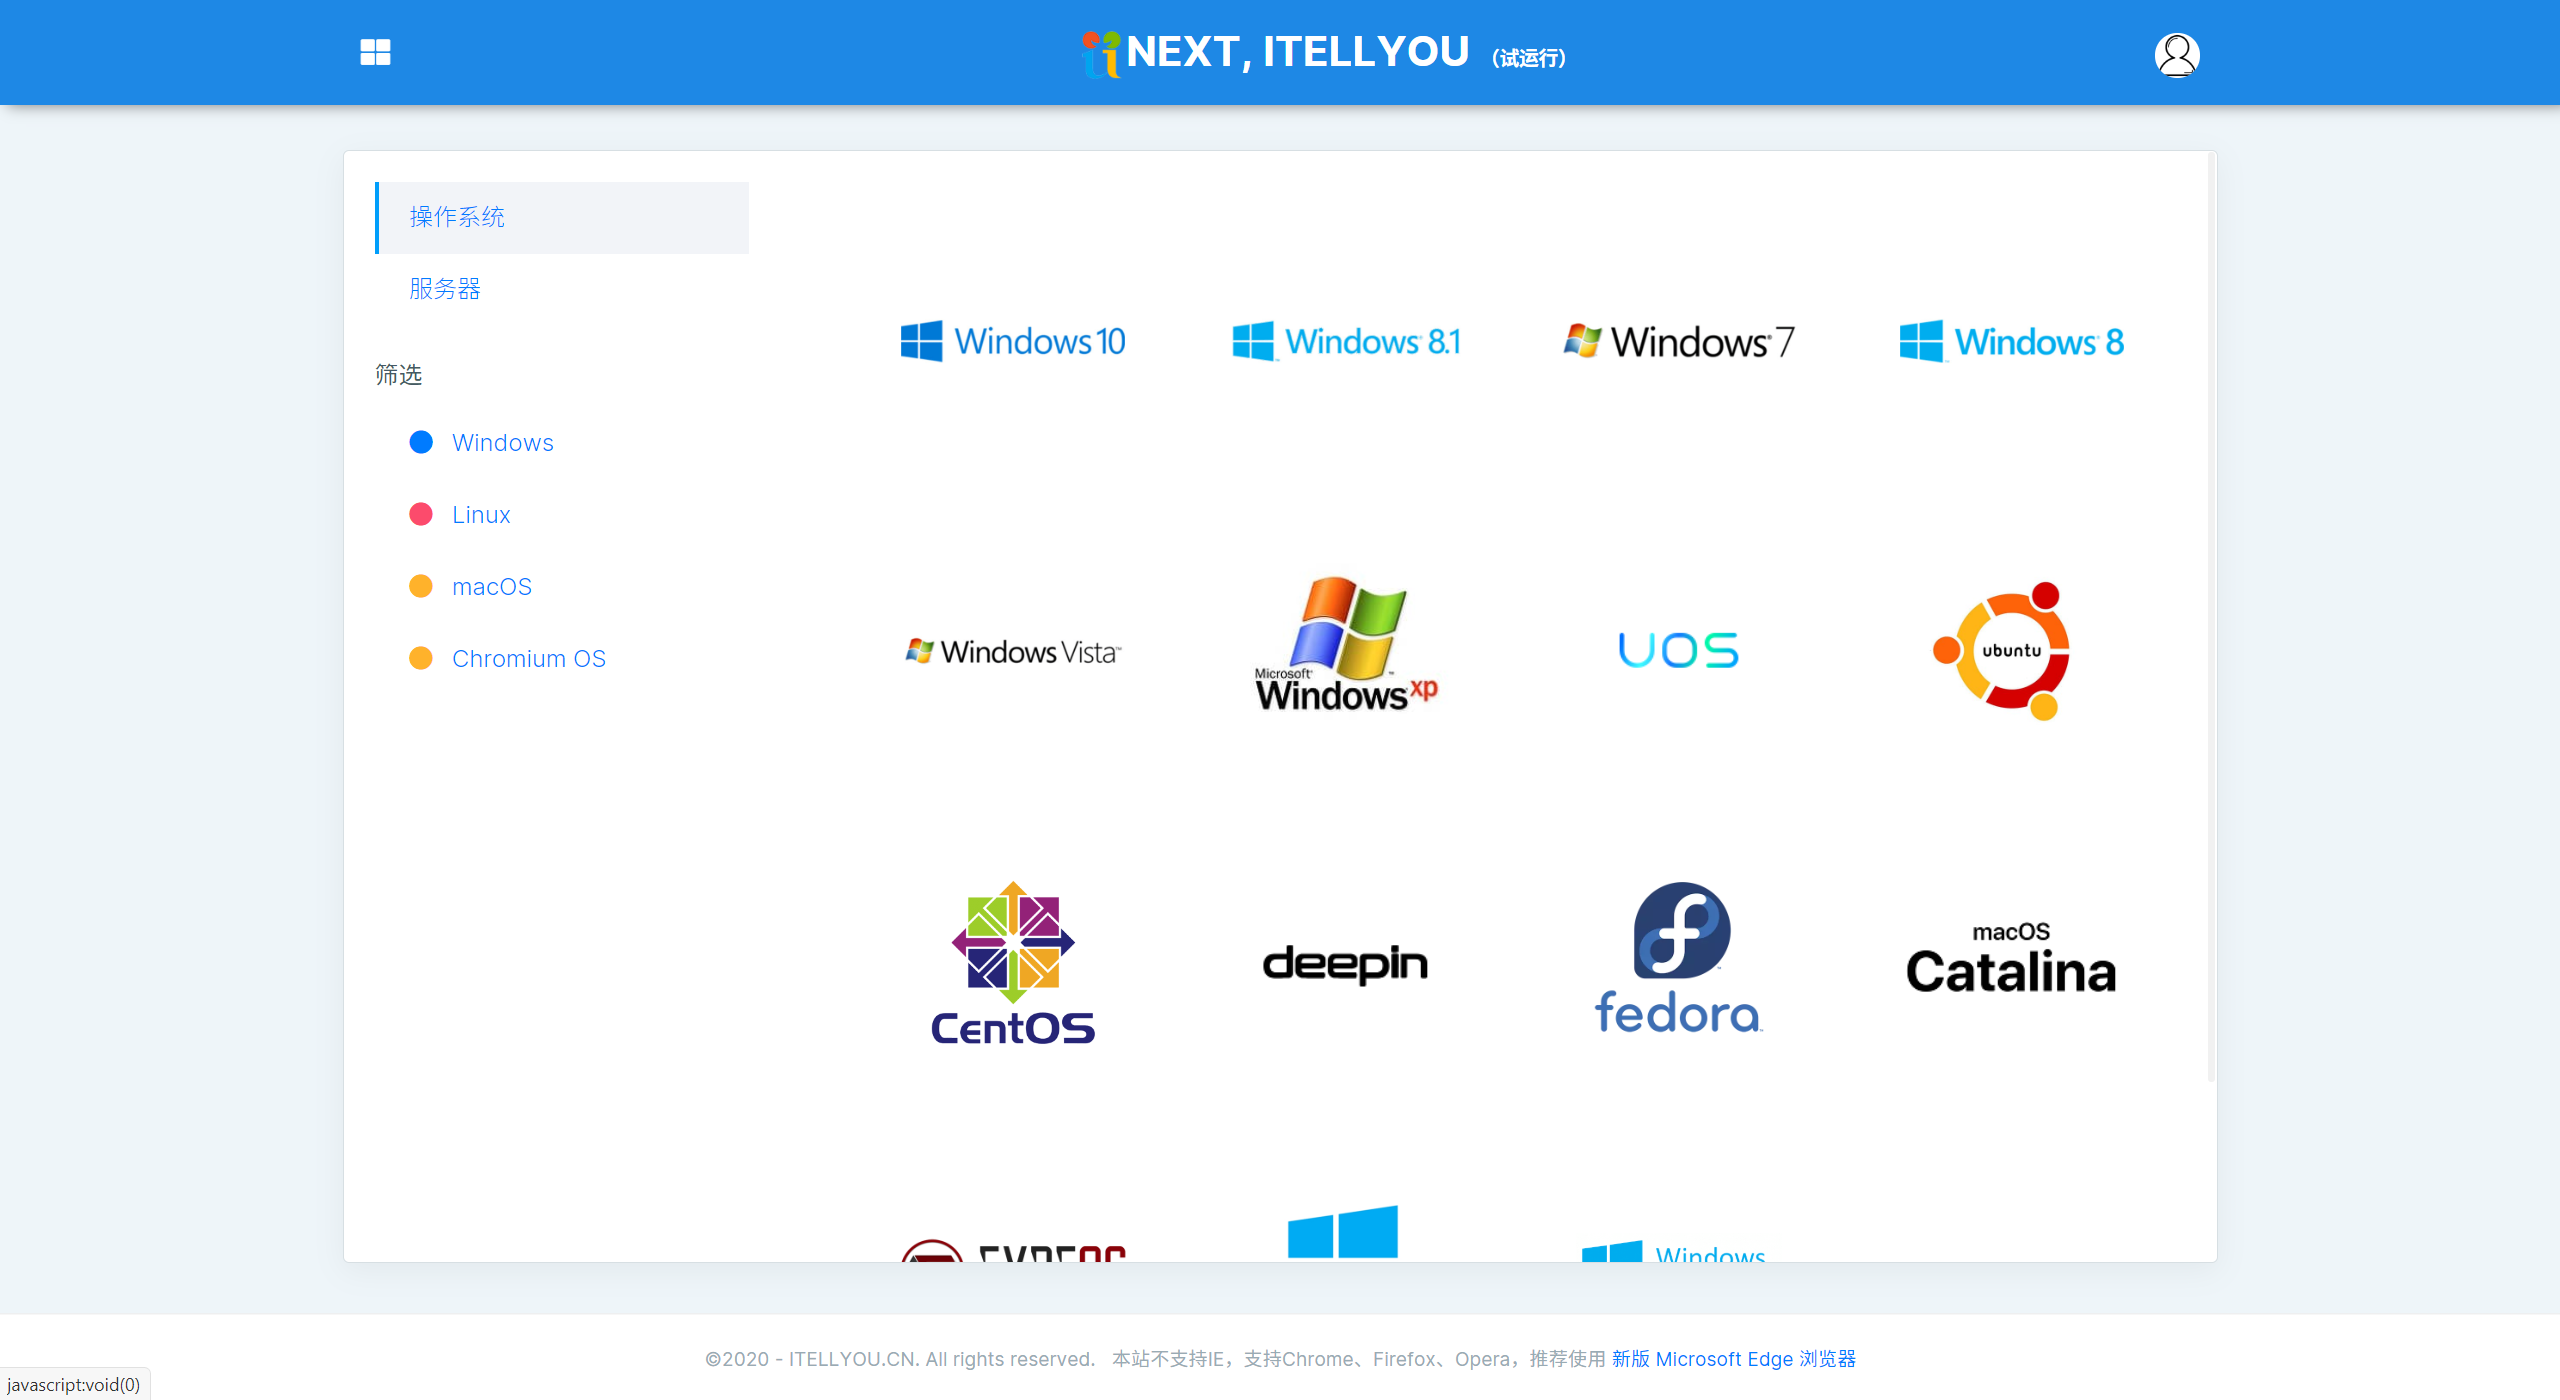 NEXT, ITELLYOU （试运行）
操作系统
服务器
筛选
Windows
Linux
macOS
Chromium OS
Windows 10
Windows 8.1
Windows 7
Windows 8
Windows Vista™
Microsoft®
Windows xp
UOS
ubuntu
CentOS
deepin
fedora
macOS
Catalina
Windows
©2020 - ITELLYOU.CN. All rights reserved. 本站不支持IE，支持Chrome、Firefox、Opera，推荐使用 新版 Microsoft Edge 浏览器
javascript:void(0)